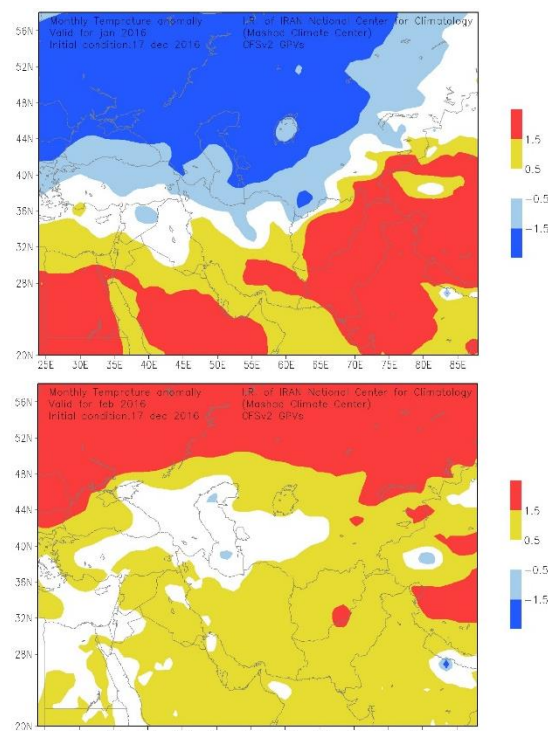 Monthly Temprature anomaly I.R. of IRAN National Center for Climatology
Valid for jan 2016 (Mashad Climate Center)
Initial condition.17 dec 2016 CFSv2 GPVs
56N
52N
48N
44N
40N
36N
32N
28N
20N
25E 30E 35E 40E 45E 50E 55E 60E 65E 70E 75E 80E 85E
1.5
0.5
-0.5
-1.5
Monthly Temprature anomaly I.R. of IRAN National Center for Climatology
Valid for feb 2016 (Mashad Climate Center)
Initial condition.17 dec 2016 CFSv2 GPVs
56N
52N
48N
44N
40N
36N
32N
28N
20N
1.5
0.5
-0.5
-1.5